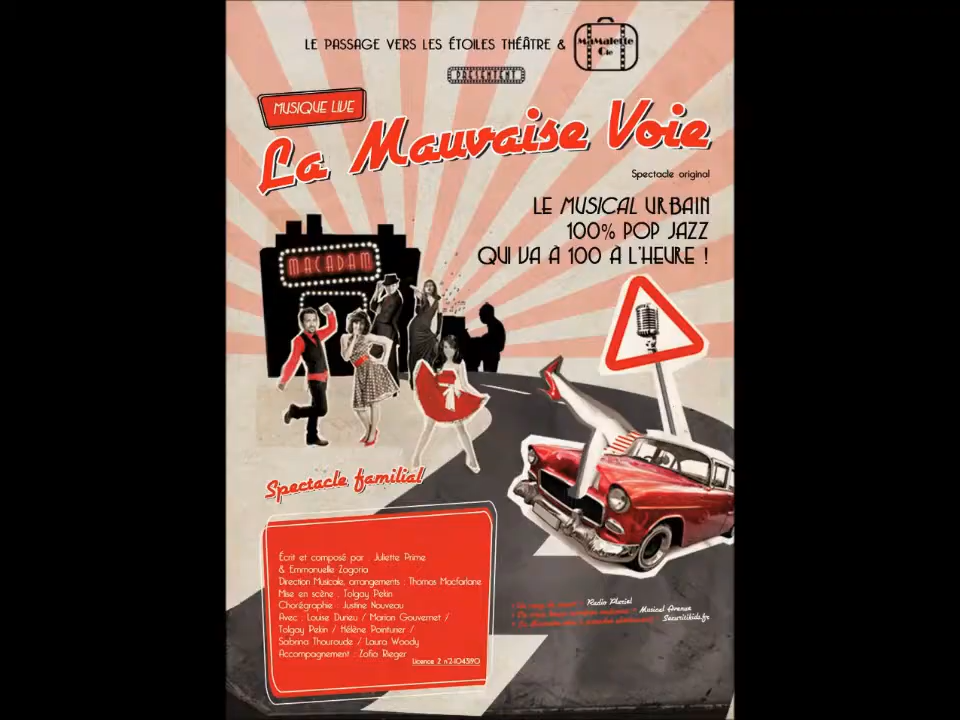 LE PASSAGE VERS LES ÉTOILES THÉÂTRE &
MaMalette
Cie
PRÉSENTENT
MUSIQUE LIVE
La Mauvaise Voie
Spectacle original
LE MUSICAL URBAIN
100% POP JAZZ
QUI VA À 100 À L'HEURE !
MACADAM
Spectacle familial
Écrit et composé par : Juliette Prime
& Emmanuelle Zagoria
Direction Musicale, arrangements : Thomas Macfarlane
Mise en scène : Tolgay Pekin
Chorégraphie : Justine Nouveau
Avec : Louise Durieu / Marion Gauvernet /
Tolgay Pekin / Hélène Pointurier /
Sabrina Thouroude / Laura Woody
Accompagnement : Zofia Rieger
Licence 2 n°2-1043190
Radio Pluriel
Musical Avenue
Securitikids.fr